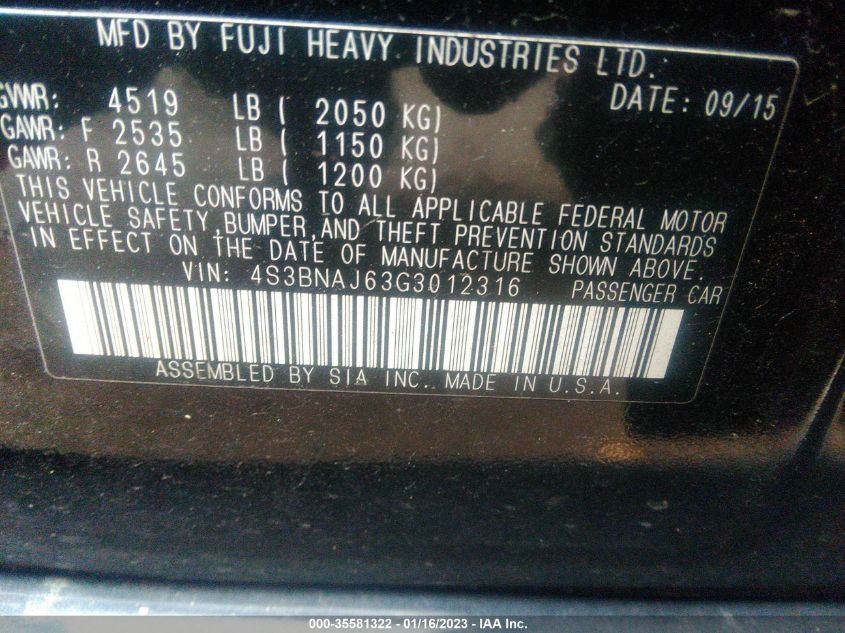 MFD BY FUJI HEAVY INDUSTRIES LTD.
DATE: 09/15
GVWR: 4519 LB ( 2050 KG)
GAWR: F 2535 LB ( 1150 KG)
GAWR: R 2645 LB ( 1200 KG)
THIS VEHICLE CONFORMS TO ALL APPLICABLE FEDERAL MOTOR
VEHICLE SAFETY,BUMPER,AND THEFT PREVENTION STANDARDS
IN EFFECT ON THE DATE OF MANUFACTURE SHOWN ABOVE.
VIN: 4S3BNAJ63G3012316 PASSENGER CAR
ASSEMBLED BY SIA INC. MADE IN U.S.A.
000-35581322 - 01/16/2023 - IAA Inc.